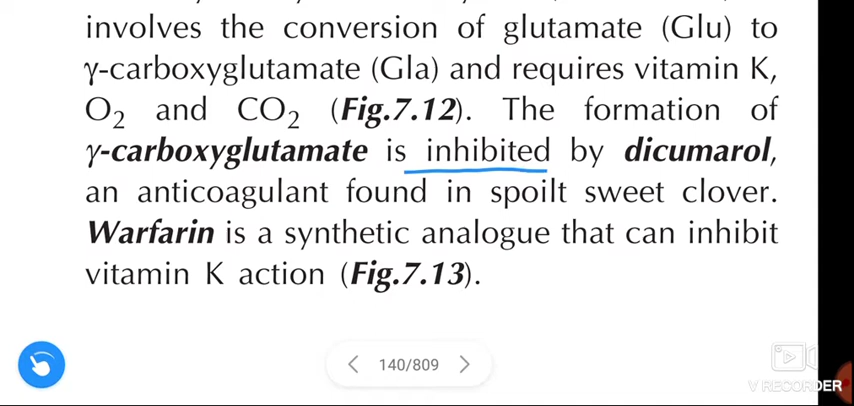 involves the conversion of glutamate (Glu) to
γ-carboxyglutamate (Gla) and requires vitamin K,
O₂ and CO₂ (Fig.7.12). The formation of
γ-carboxyglutamate is inhibited by dicumarol,
an anticoagulant found in spoilt sweet clover.
Warfarin is a synthetic analogue that can inhibit
vitamin K action (Fig.7.13).
140/809
V RECORDER